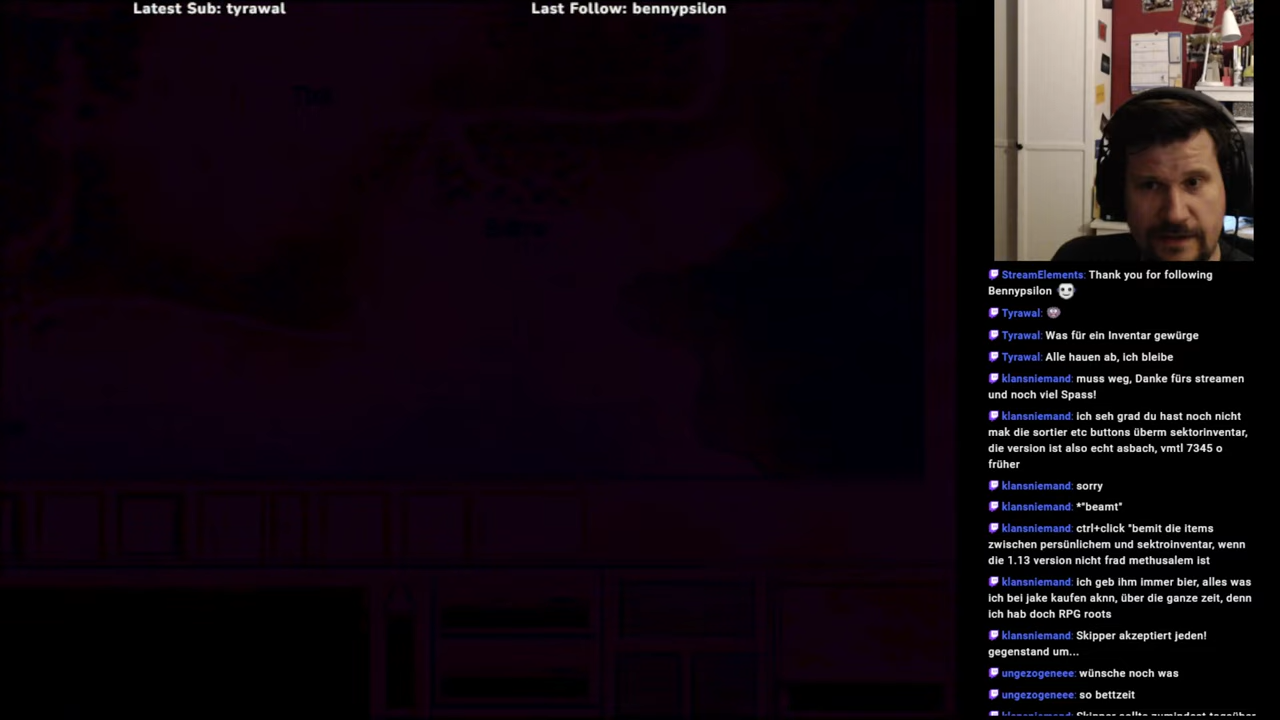 Latest Sub: tyrawal
Last Follow: bennypsilon
StreamElements: Thank you for following
Bennypsilon
Tyrawal:
Tyrawal: Was für ein Inventar gewürge
Tyrawal: Alle hauen ab, ich bleibe
klansniemand: muss weg, Danke fürs streamen
und noch viel Spass!
klansniemand: ich seh grad du hast noch nicht
mak die sortier etc buttons überm sektorinventar,
die version ist also echt asbach, vmtl 7345 o
früher
klansniemand: sorry
klansniemand: *"beamt"
klansniemand: ctrl+click "bemit die items
zwischen persünlichem und sektroinventar, wenn
die 1.13 version nicht frad methusalem ist
klansniemand: ich geb ihm immer bier, alles was
ich bei jake kaufen aknn, über die ganze zeit, denn
ich hab doch RPG roots
klansniemand: Skipper akzeptiert jeden!
gegenstand um...
ungezogeneee: wünsche noch was
ungezogeneee: so bettzeit